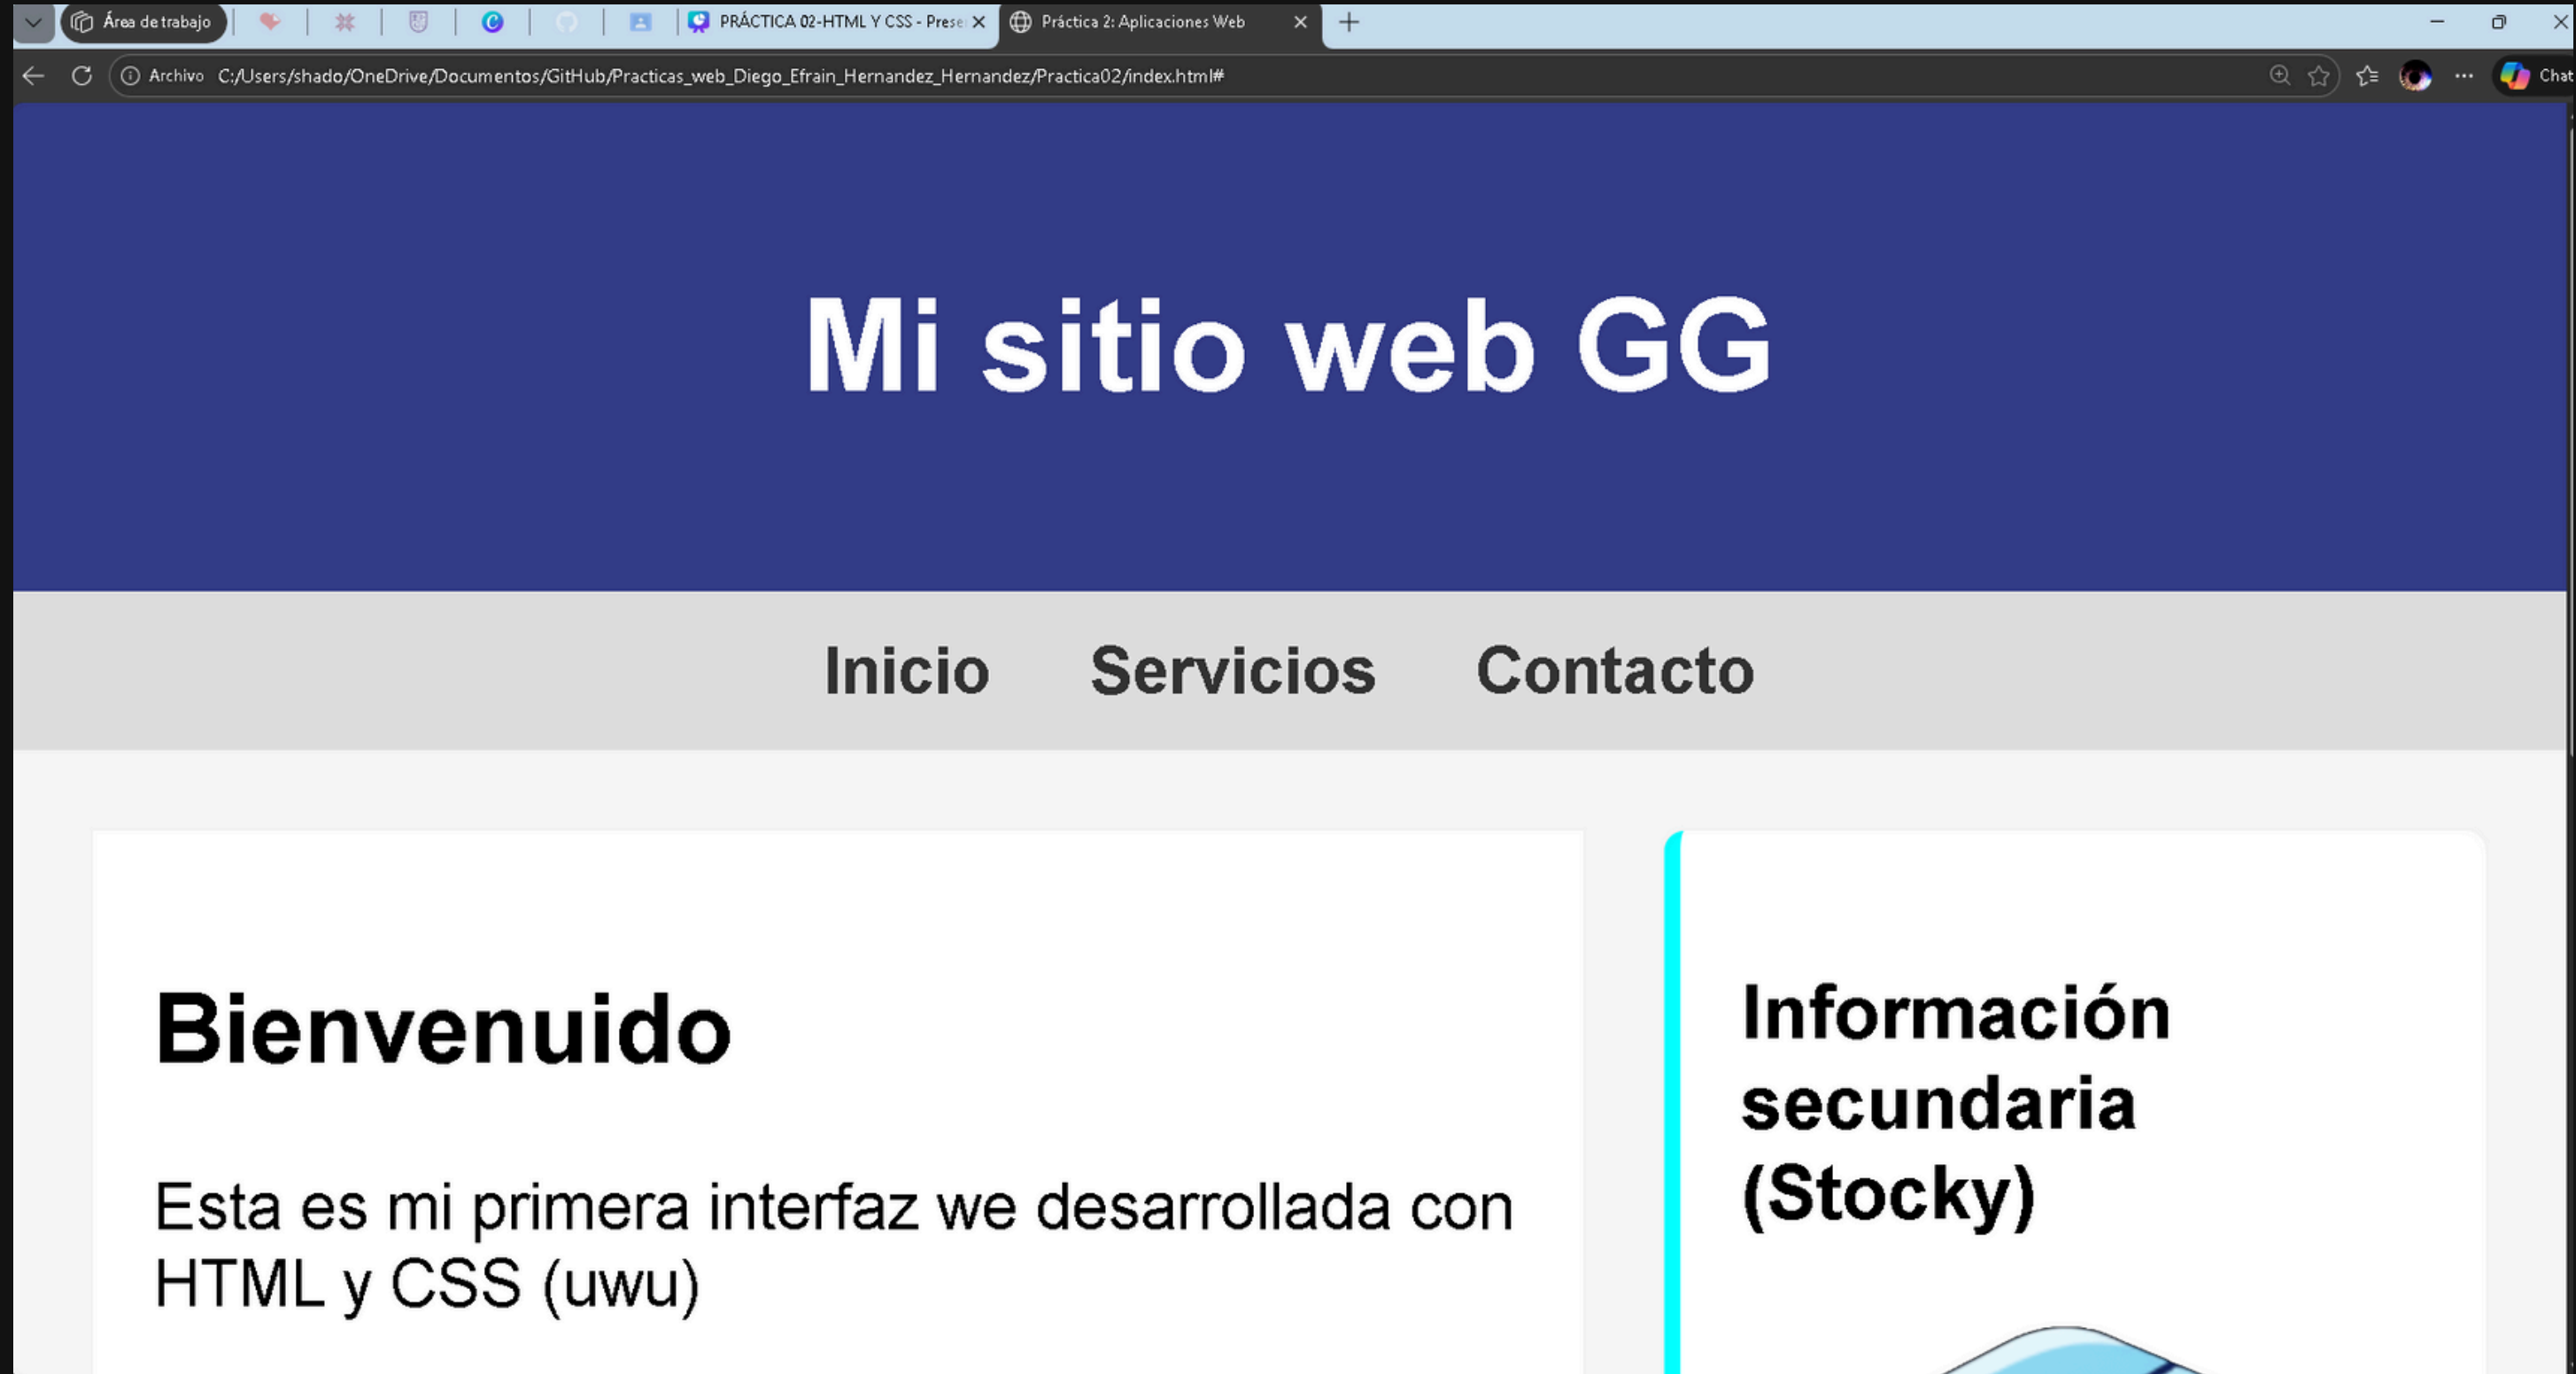 Área de trabajo
PRÁCTICA 02-HTML Y CSS - Prese
Práctica 2: Aplicaciones Web
Archivo C:/Users/shado/OneDrive/Documentos/GitHub/Practicas_web_Diego_Efrain_Hernandez_Hernandez/Practica02/index.html#
Chat
Mi sitio web GG
Inicio Servicios Contacto
Bienvenuido
Esta es mi primera interfaz we desarrollada con
HTML y CSS (uwu)
Información
secundaria
(Stocky)